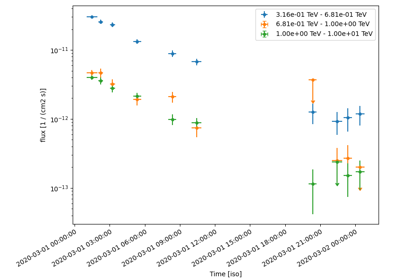 3.16e-01 TeV - 6.81e-01 TeV
6.81e-01 TeV - 1.00e+00 TeV
1.00e+00 TeV - 1.00e+01 TeV
flux [1 / (cm2 s)]
10⁻¹¹
10⁻¹²
10⁻¹³
2020-03-01 00:00:00
2020-03-01 03:00:00
2020-03-01 06:00:00
2020-03-01 09:00:00
2020-03-01 12:00:00
2020-03-01 15:00:00
2020-03-01 18:00:00
2020-03-01 21:00:00
2020-03-02 00:00:00
Time [iso]